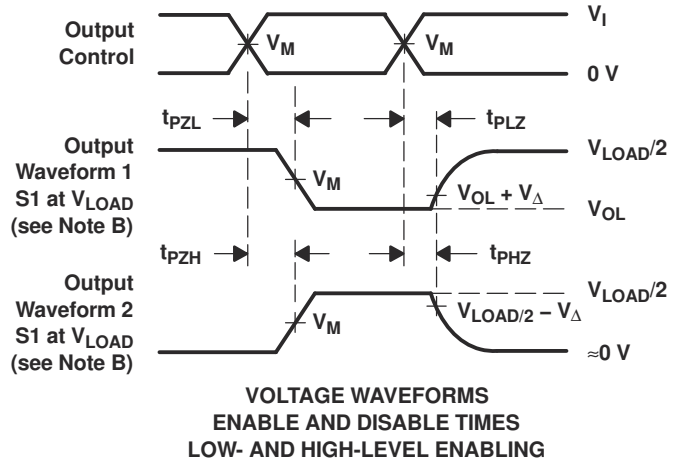 Output
Control
V_M
V_M
V_I
0 V
t_PZL
t_PLZ
Output
Waveform 1
S1 at V_LOAD
(see Note B)
V_M
V_LOAD/2
V_OL + V_Δ
V_OL
t_PZH
t_PHZ
Output
Waveform 2
S1 at V_LOAD
(see Note B)
V_M
V_LOAD/2
V_LOAD/2 − V_Δ
≈0 V
VOLTAGE WAVEFORMS
ENABLE AND DISABLE TIMES
LOW- AND HIGH-LEVEL ENABLING